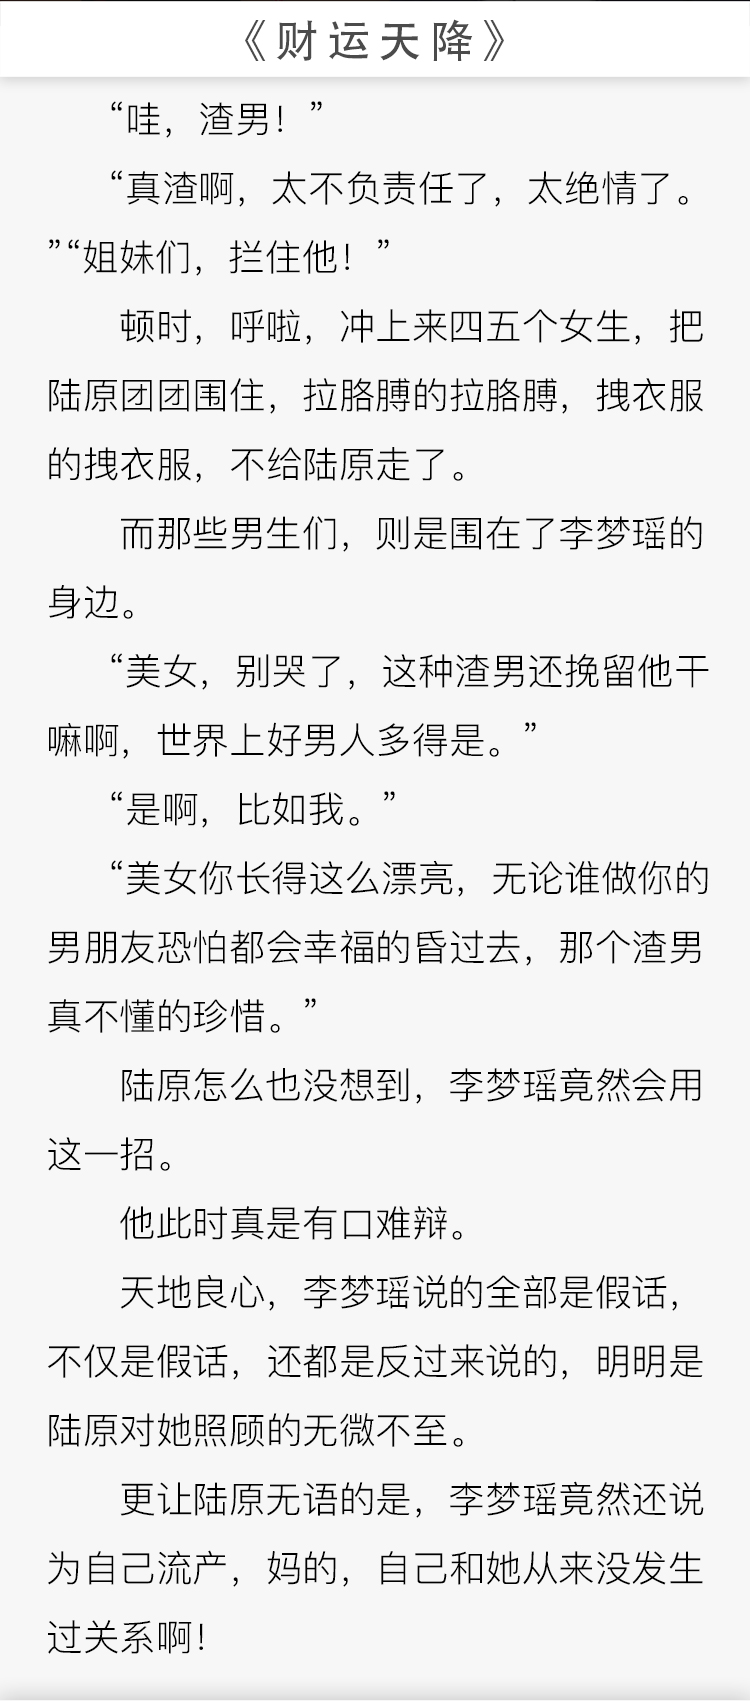 《财运天降》
“哇，渣男！”
“真渣啊，太不负责任了，太绝情了。
”“姐妹们，拦住他！”
顿时，呼啦，冲上来四五个女生，把
陆原团团围住，拉胳膊的拉胳膊，拽衣服
的拽衣服，不给陆原走了。
而那些男生们，则是围在了李梦瑶的
身边。
“美女，别哭了，这种渣男还挽留他干
嘛啊，世界上好男人多得是。”
“是啊，比如我。”
“美女你长得这么漂亮，无论谁做你的
男朋友恐怕都会幸福的昏过去，那个渣男
真不懂的珍惜。”
陆原怎么也没想到，李梦瑶竟然会用
这一招。
他此时真是有口难辩。
天地良心，李梦瑶说的全部是假话，
不仅是假话，还都是反过来说的，明明是
陆原对她照顾的无微不至。
更让陆原无语的是，李梦瑶竟然还说
为自己流产，妈的，自己和她从来没发生
过关系啊！